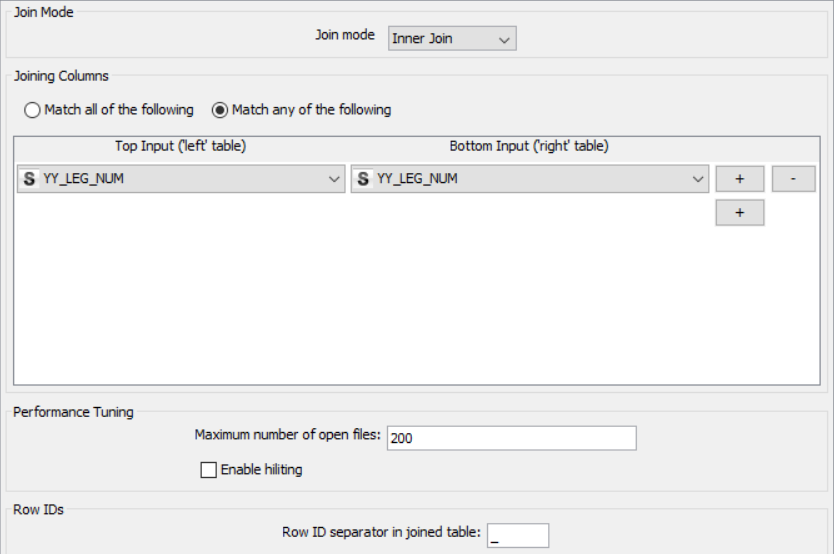 Join Mode
Join mode Inner Join
Joining Columns
Match all of the following Match any of the following
Top Input ('left' table) Bottom Input ('right' table)
S YY_LEG_NUM S YY_LEG_NUM + -
+
Performance Tuning
Maximum number of open files: 200
Enable hiliting
Row IDs
Row ID separator in joined table: _